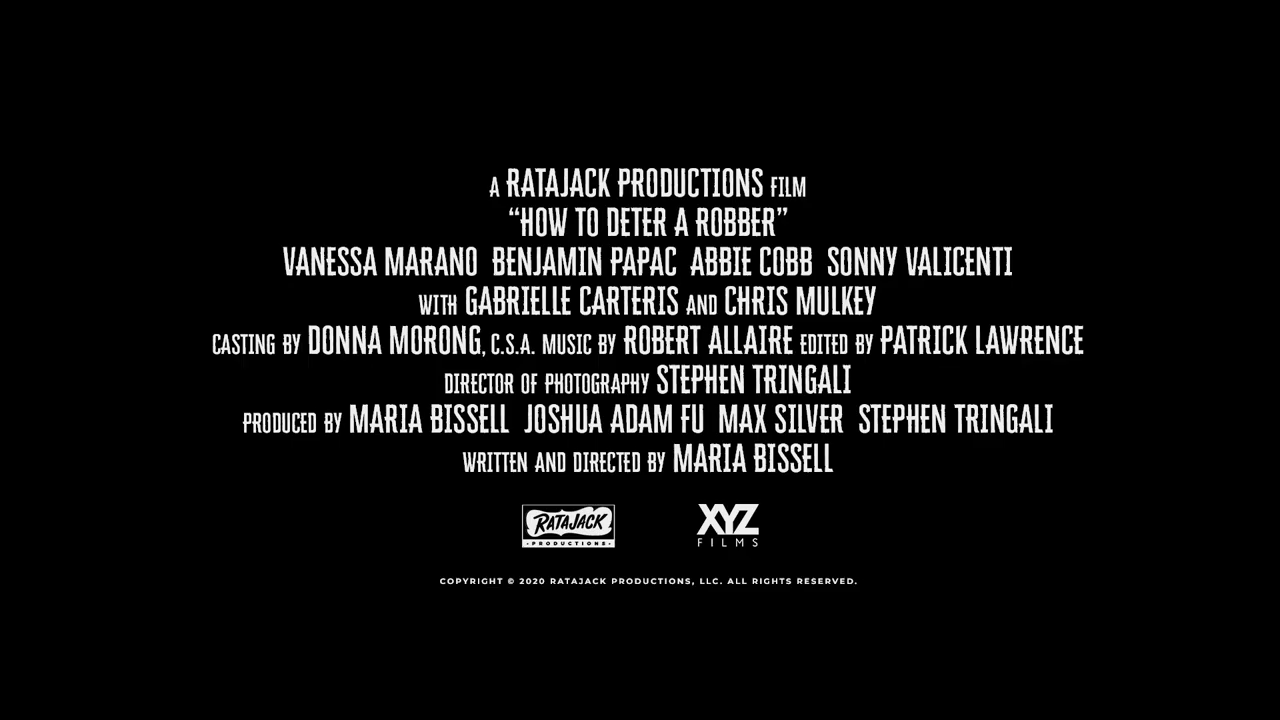 A RATAJACK PRODUCTIONS FILM
“HOW TO DETER A ROBBER”
VANESSA MARANO BENJAMIN PAPAC ABBIE COBB SONNY VALICENTI
WITH GABRIELLE CARTERIS AND CHRIS MULKEY
CASTING BY DONNA MORONG, C.S.A. MUSIC BY ROBERT ALLAIRE EDITED BY PATRICK LAWRENCE
DIRECTOR OF PHOTOGRAPHY STEPHEN TRINGALI
PRODUCED BY MARIA BISSELL JOSHUA ADAM FU MAX SILVER STEPHEN TRINGALI
WRITTEN AND DIRECTED BY MARIA BISSELL
RATAJACK
PRODUCTIONS
XYZ
FILMS
COPYRIGHT © 2020 RATAJACK PRODUCTIONS, LLC. ALL RIGHTS RESERVED.